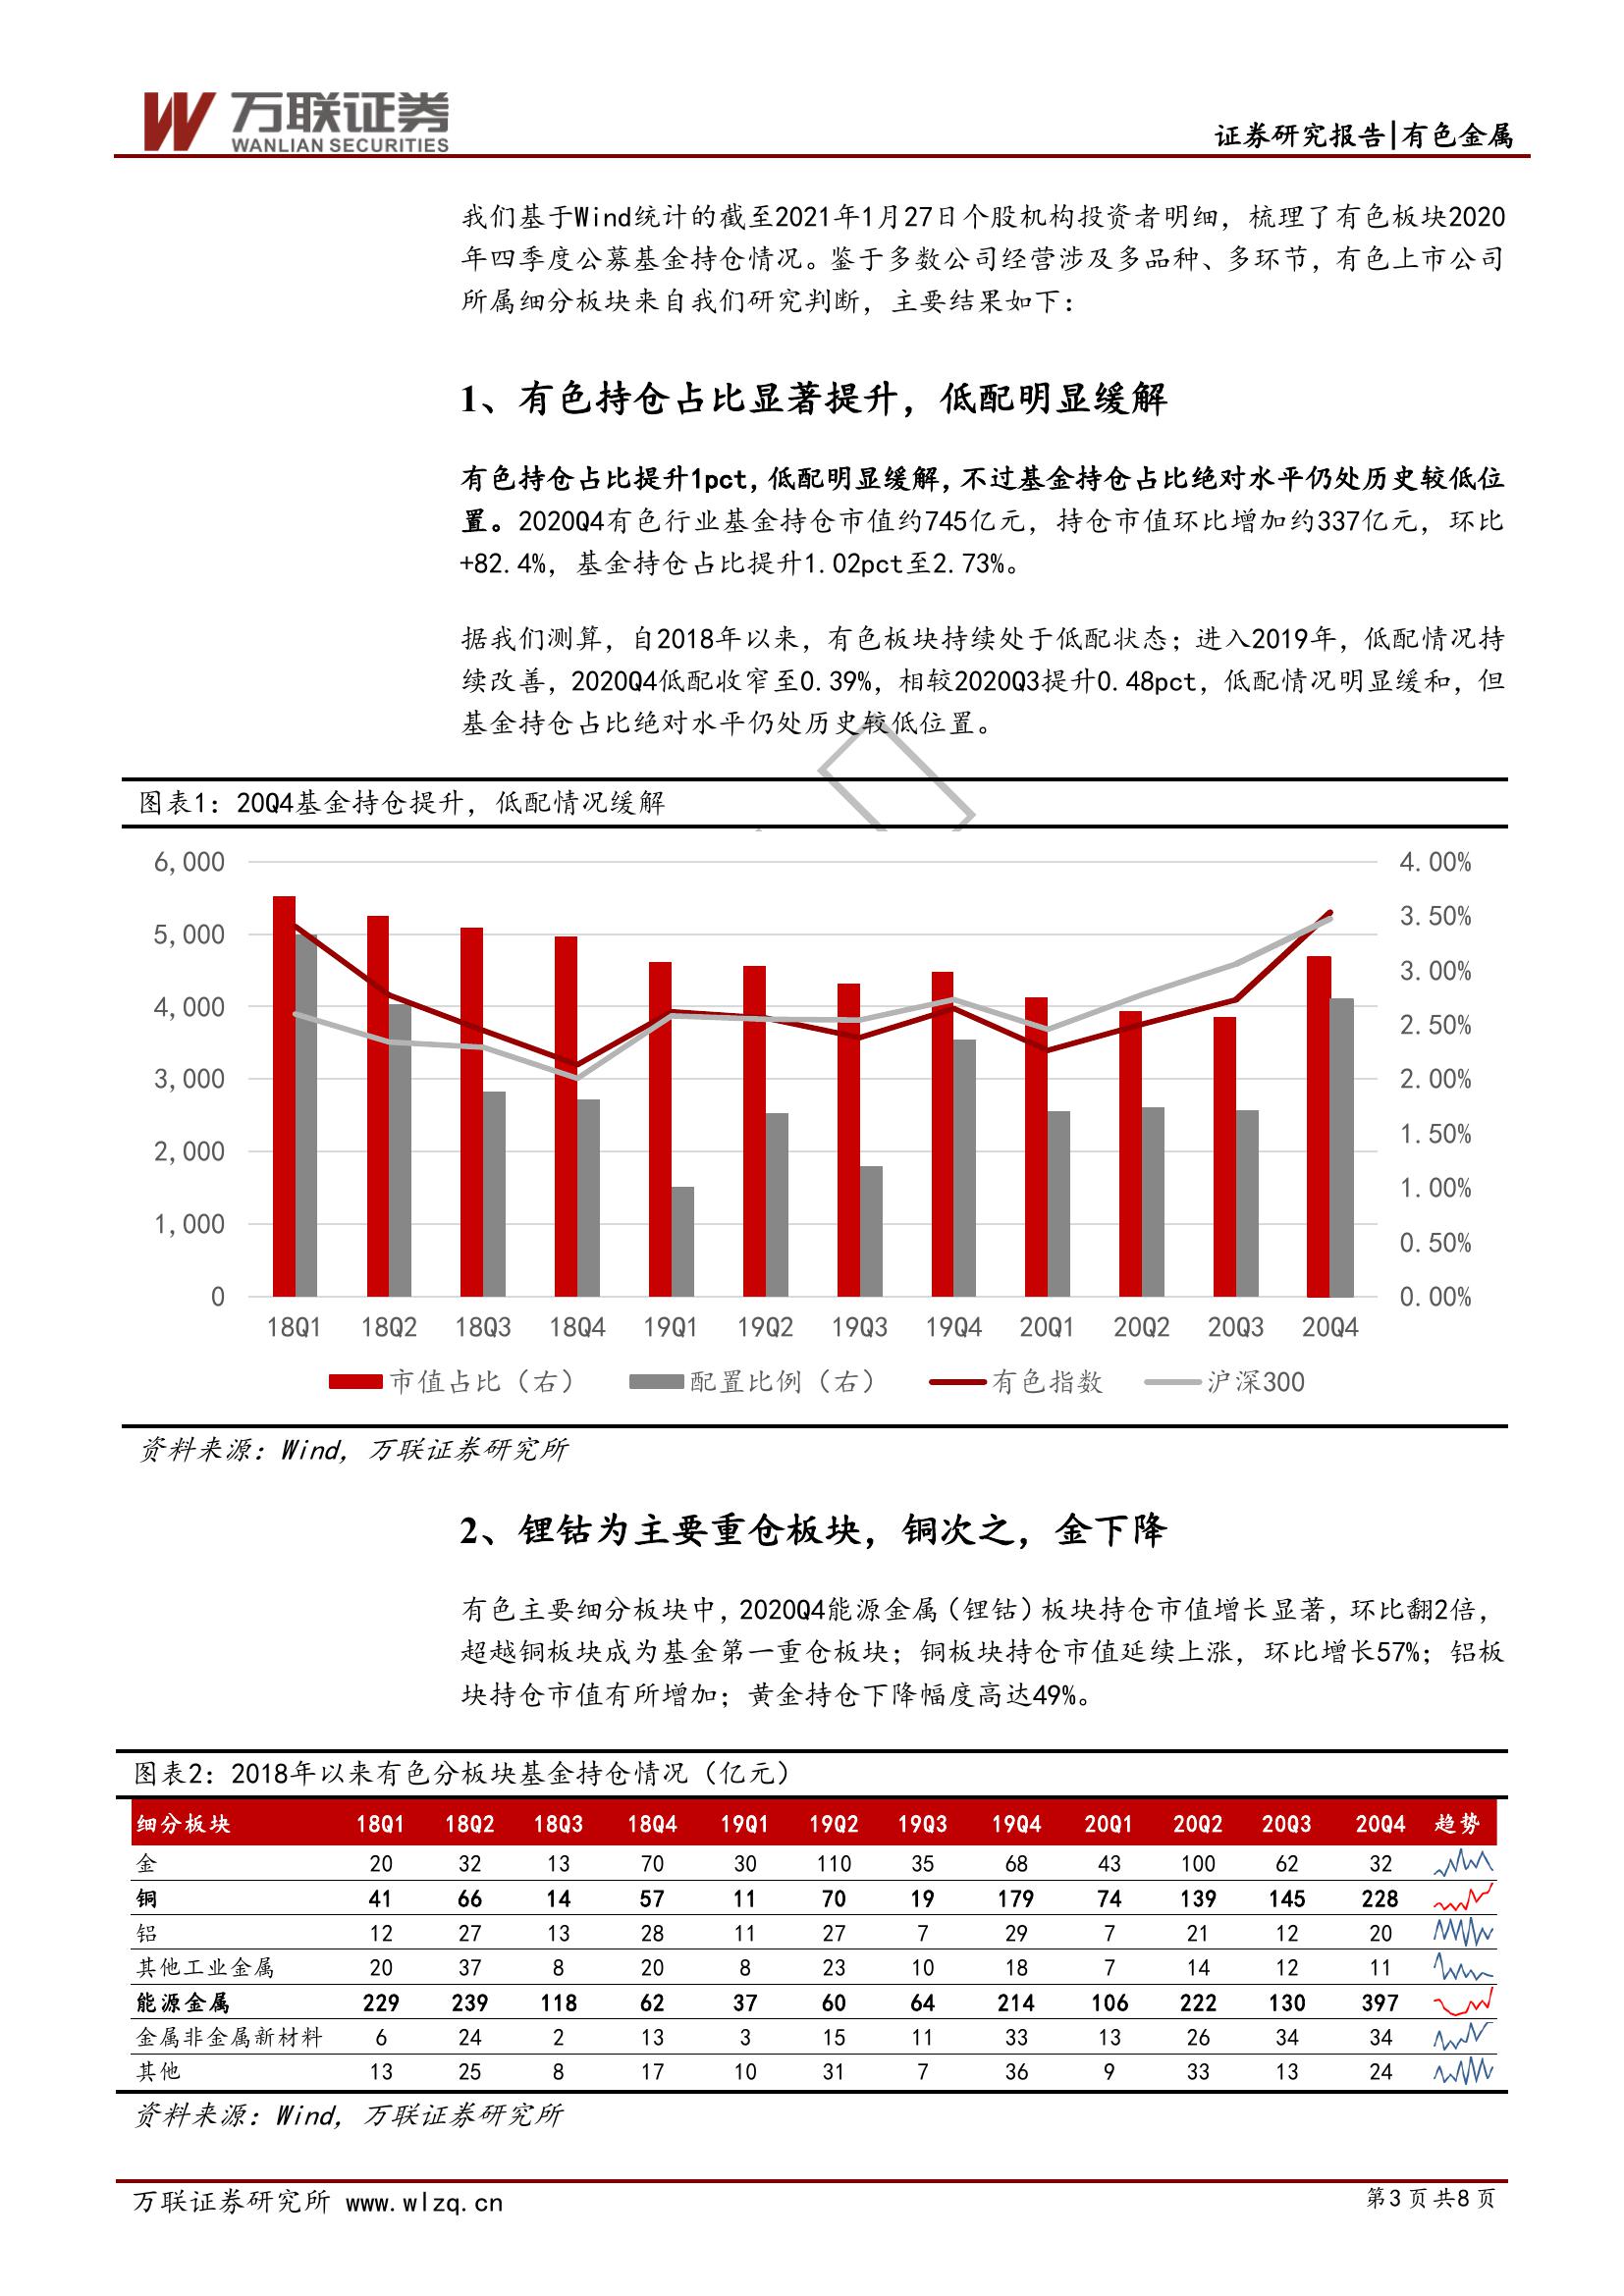 万联证券
WANLIAN SECURITIES
证券研究报告|有色金属
我们基于Wind统计的截至2021年1月27日个股机构投资者明细，梳理了有色板块2020
年四季度公募基金持仓情况。鉴于多数公司经营涉及多品种、多环节，有色上市公司
所属细分板块来自我们研究判断，主要结果如下：
1、有色持仓占比显著提升，低配明显缓解
有色持仓占比提升1pct，低配明显缓解，不过基金持仓占比绝对水平仍处历史较低位
置。2020Q4有色行业基金持仓市值约745亿元，持仓市值环比增加约337亿元，环比
+82.4%，基金持仓占比提升1.02pct至2.73%。
据我们测算，自2018年以来，有色板块持续处于低配状态；进入2019年，低配情况持
续改善，2020Q4低配收窄至0.39%，相较2020Q3提升0.48pct，低配情况明显缓和，但
基金持仓占比绝对水平仍处历史较低位置。
图表1：20Q4基金持仓提升，低配情况缓解
6,000 4.00%
3.50%
5,000
3.00%
4,000
2.50%
3,000 2.00%
1.50%
2,000
1.00%
1,000
0.50%
0 0.00%
18Q1 18Q2 18Q3 18Q4 19Q1 19Q2 19Q3 19Q4 20Q1 20Q2 20Q3 20Q4
市值占比（右） 配置比例（右） 有色指数 沪深300
资料来源：Wind，万联证券研究所
2、锂钴为主要重仓板块，铜次之，金下降
有色主要细分板块中，2020Q4能源金属（锂钴）板块持仓市值增长显著，环比翻2倍，
超越铜板块成为基金第一重仓板块；铜板块持仓市值延续上涨，环比增长57%；铝板
块持仓市值有所增加；黄金持仓下降幅度高达49%。
图表2：2018年以来有色分板块基金持仓情况（亿元）
细分板块 18Q1 18Q2 18Q3 18Q4 19Q1 19Q2 19Q3 19Q4 20Q1 20Q2 20Q3 20Q4 趋势
金 20 32 13 70 30 110 35 68 43 100 62 32
铜 41 66 14 57 11 70 19 179 74 139 145 228
铝 12 27 13 28 11 27 7 29 7 21 12 20
其他工业金属 20 37 8 20 8 23 10 18 7 14 12 11
能源金属 229 239 118 62 37 60 64 214 106 222 130 397
金属非金属新材料 6 24 2 13 3 15 11 33 13 26 34 34
其他 13 25 8 17 10 31 7 36 9 33 13 24
资料来源：Wind，万联证券研究所
万联证券研究所 www.wlzq.cn 第3页共8页